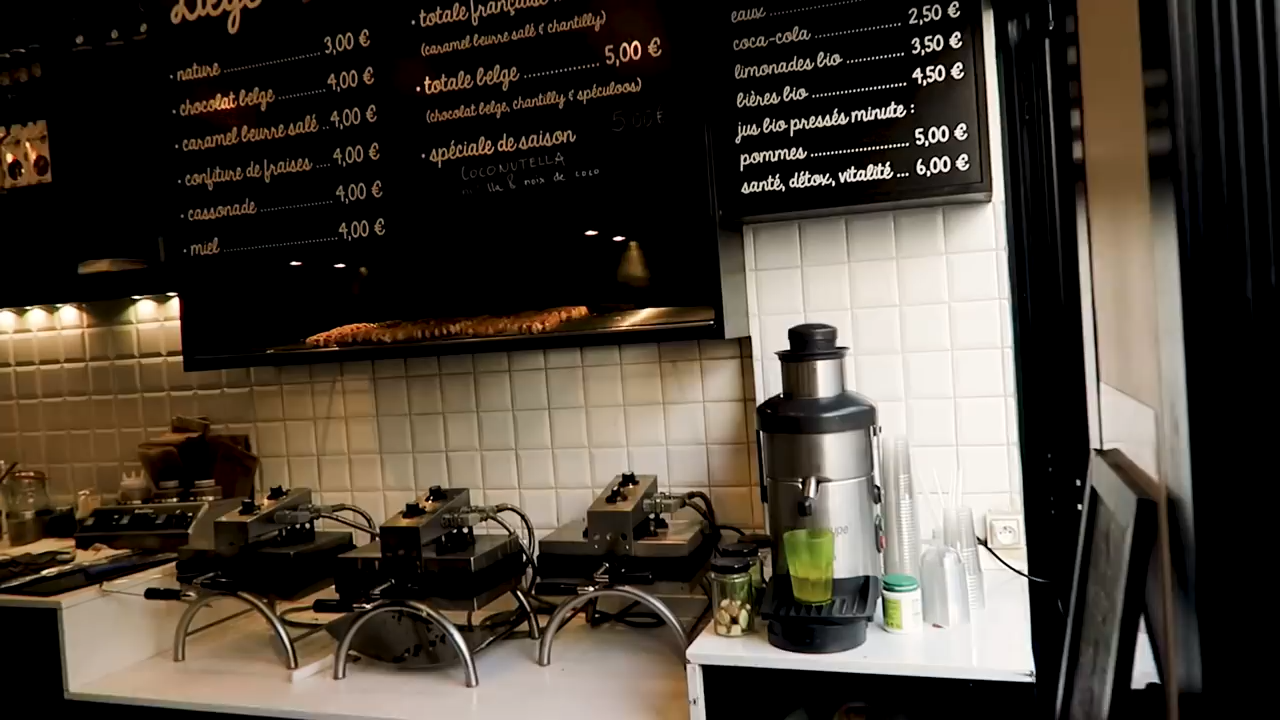 Liège
· nature ........ 3,00 €
· chocolat belge ........ 4,00 €
· caramel beurre salé .. 4,00 €
· confiture de fraises .... 4,00 €
· cassonade ........ 4,00 €
· miel ........ 4,00 €
· totale française
(caramel beurre salé & chantilly)
· totale belge ........ 5,00 €
(chocolat belge, chantilly & spéculoos)
· spéciale de saison 5.00€
COCONUTELLA
& noix de coco
eaux
coca-cola ........ 2,50 €
limonades bio ........ 3,50 €
bières bio ........ 4,50 €
jus bio pressés minute :
pommes ........ 5,00 €
santé, détox, vitalité ... 6,00 €